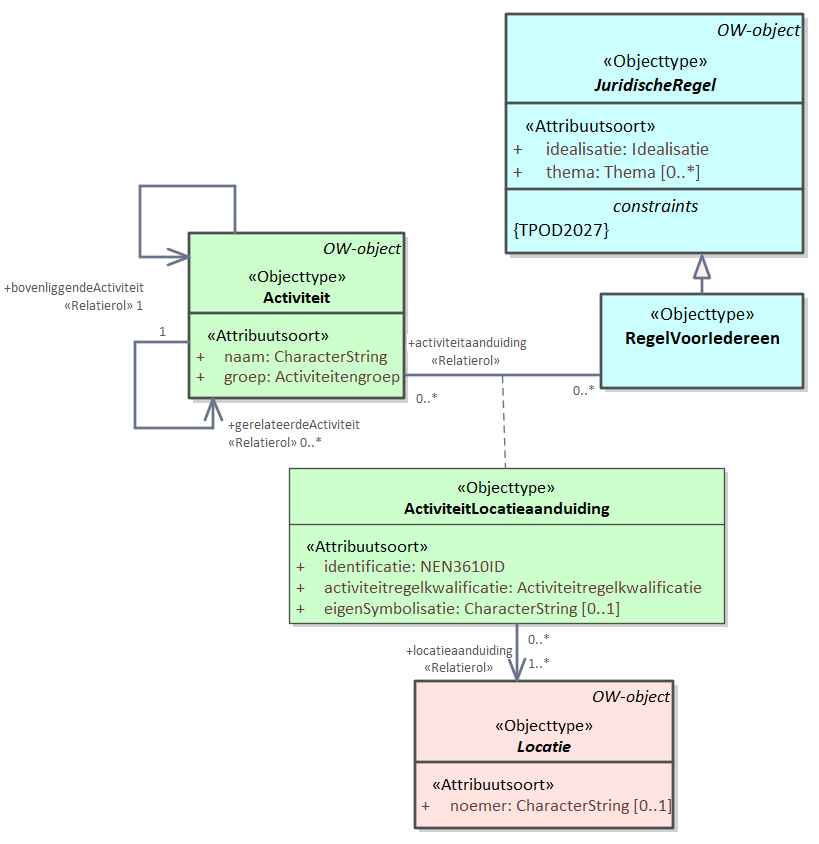 OW-object
«Objecttype»
JuridischeRegel
«Attribuutsoort»
+ idealisatie: Idealisatie
+ thema: Thema [0..*]
constraints
{TPOD2027}
OW-object
«Objecttype»
Activiteit
«Attribuutsoort»
+ naam: CharacterString
+ groep: Activiteitengroep
+bovenliggendeActiviteit
«Relatierol» 1
1
+gerelateerdeActiviteit
«Relatierol» 0..*
«Objecttype»
RegelVoorIedereen
+activiteitaanduiding
«Relatierol»
0..*
0..*
«Objecttype»
ActiviteitLocatieaanduiding
«Attribuutsoort»
+ identificatie: NEN3610ID
+ activiteitregelkwalificatie: Activiteitregelkwalificatie
+ eigenSymbolisatie: CharacterString [0..1]
0..*
+locatieaanduiding
«Relatierol»
1..*
OW-object
«Objecttype»
Locatie
«Attribuutsoort»
+ noemer: CharacterString [0..1]